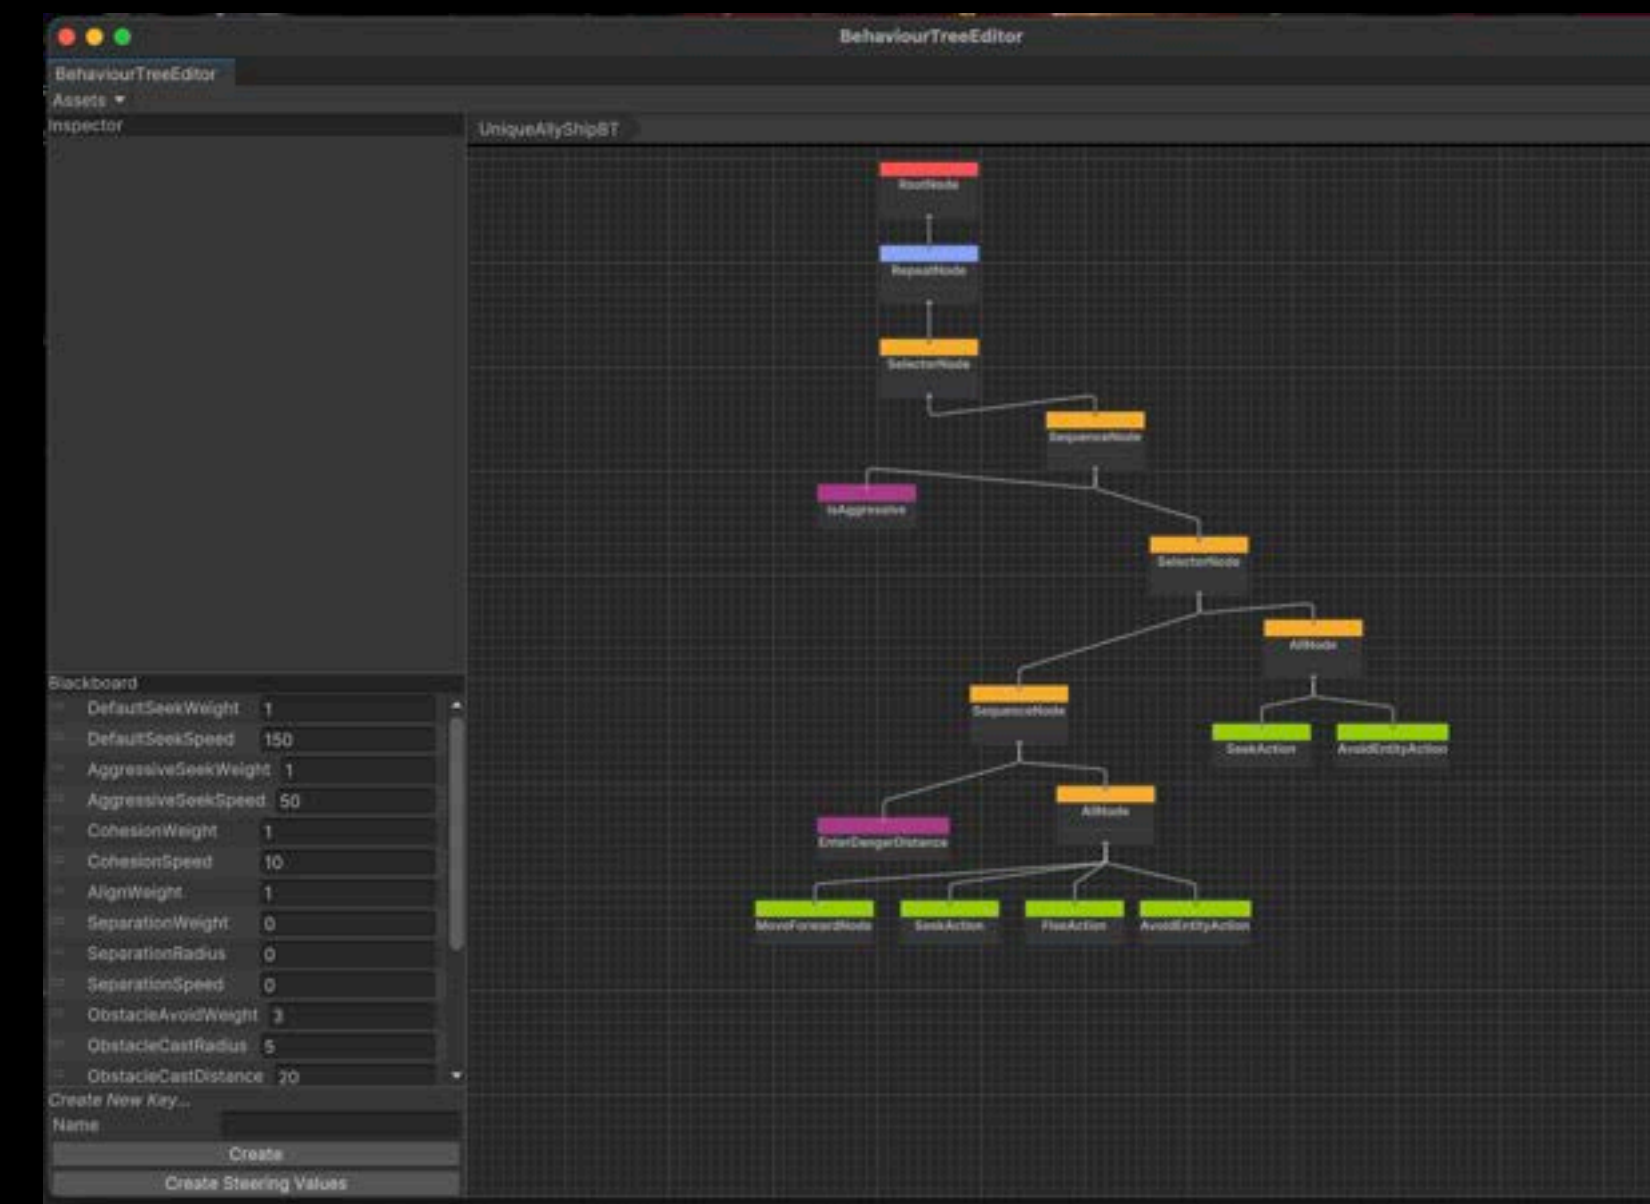 BehaviourTreeEditor
BehaviourTreeEditor
Assets
Inspector
UniqueAllyShipBT
RootNode
RepeatNode
SelectorNode
SequenceNode
IsAggressive
SelectorNode
AllNode
SequenceNode
SeekAction AvoidEntityAction
AllNode
EnterDangerDistance
MoveForwardNode SeekAction FleeAction AvoidEntityAction
Blackboard
DefaultSeekWeight 1
DefaultSeekSpeed 150
AggressiveSeekWeight 1
AggressiveSeekSpeed 50
CohesionWeight 1
CohesionSpeed 10
AlignWeight 1
SeparationWeight 0
SeparationRadius 0
SeparationSpeed 0
ObstacleAvoidWeight 3
ObstacleCastRadius 5
ObstacleCastDistance 20
Create New Key...
Name
Create
Create Steering Values